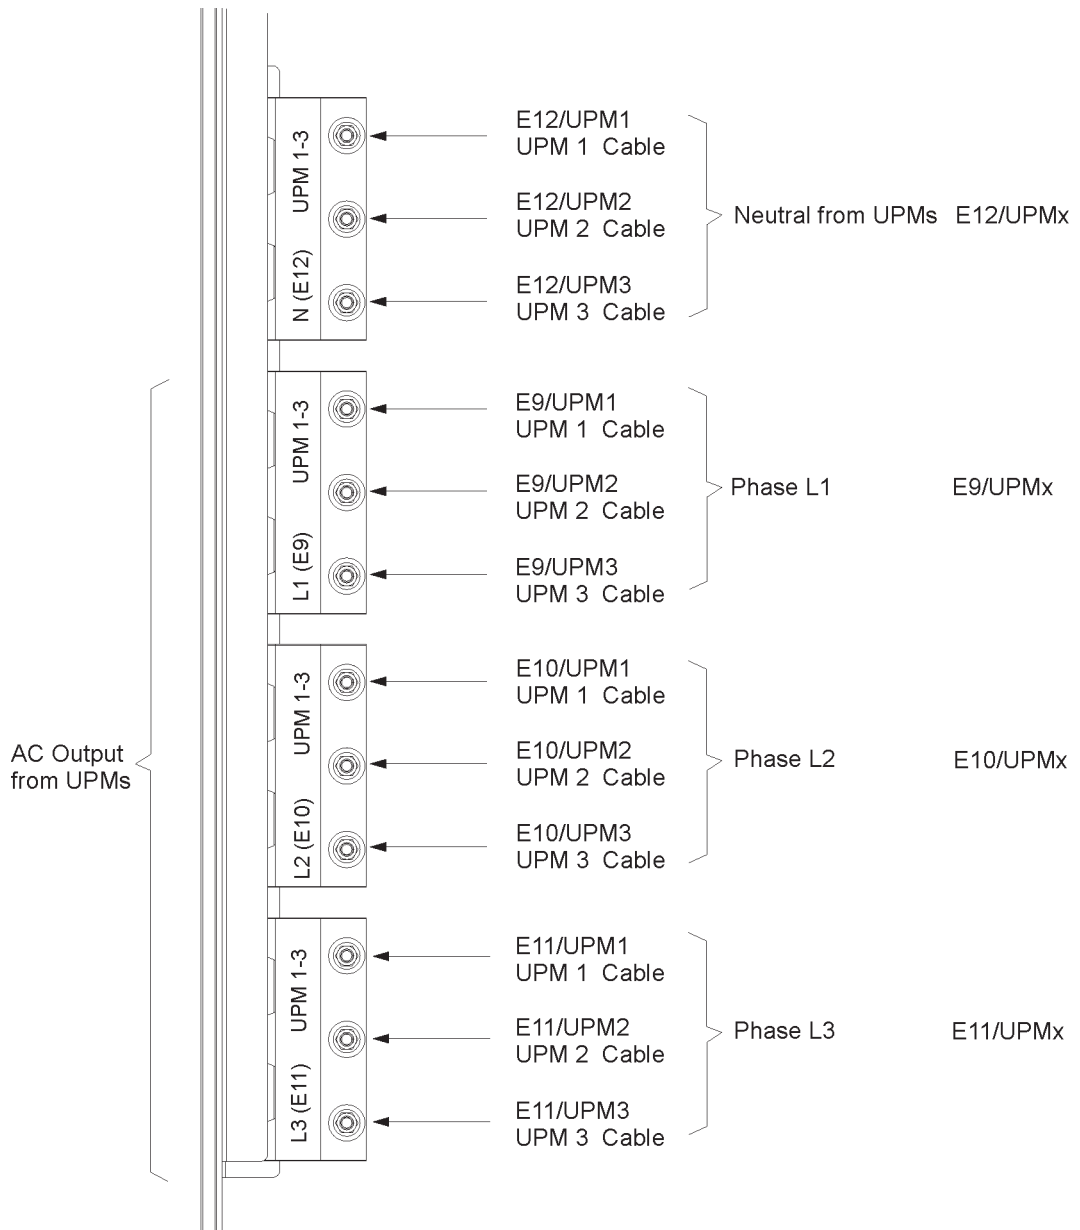 UPM 1-3
N (E12)
E12/UPM1
UPM 1 Cable
E12/UPM2
UPM 2 Cable
E12/UPM3
UPM 3 Cable
Neutral from UPMs E12/UPMx
UPM 1-3
L1 (E9)
E9/UPM1
UPM 1 Cable
E9/UPM2
UPM 2 Cable
E9/UPM3
UPM 3 Cable
Phase L1 E9/UPMx
AC Output
from UPMs
UPM 1-3
L2 (E10)
E10/UPM1
UPM 1 Cable
E10/UPM2
UPM 2 Cable
E10/UPM3
UPM 3 Cable
Phase L2 E10/UPMx
UPM 1-3
L3 (E11)
E11/UPM1
UPM 1 Cable
E11/UPM2
UPM 2 Cable
E11/UPM3
UPM 3 Cable
Phase L3 E11/UPMx